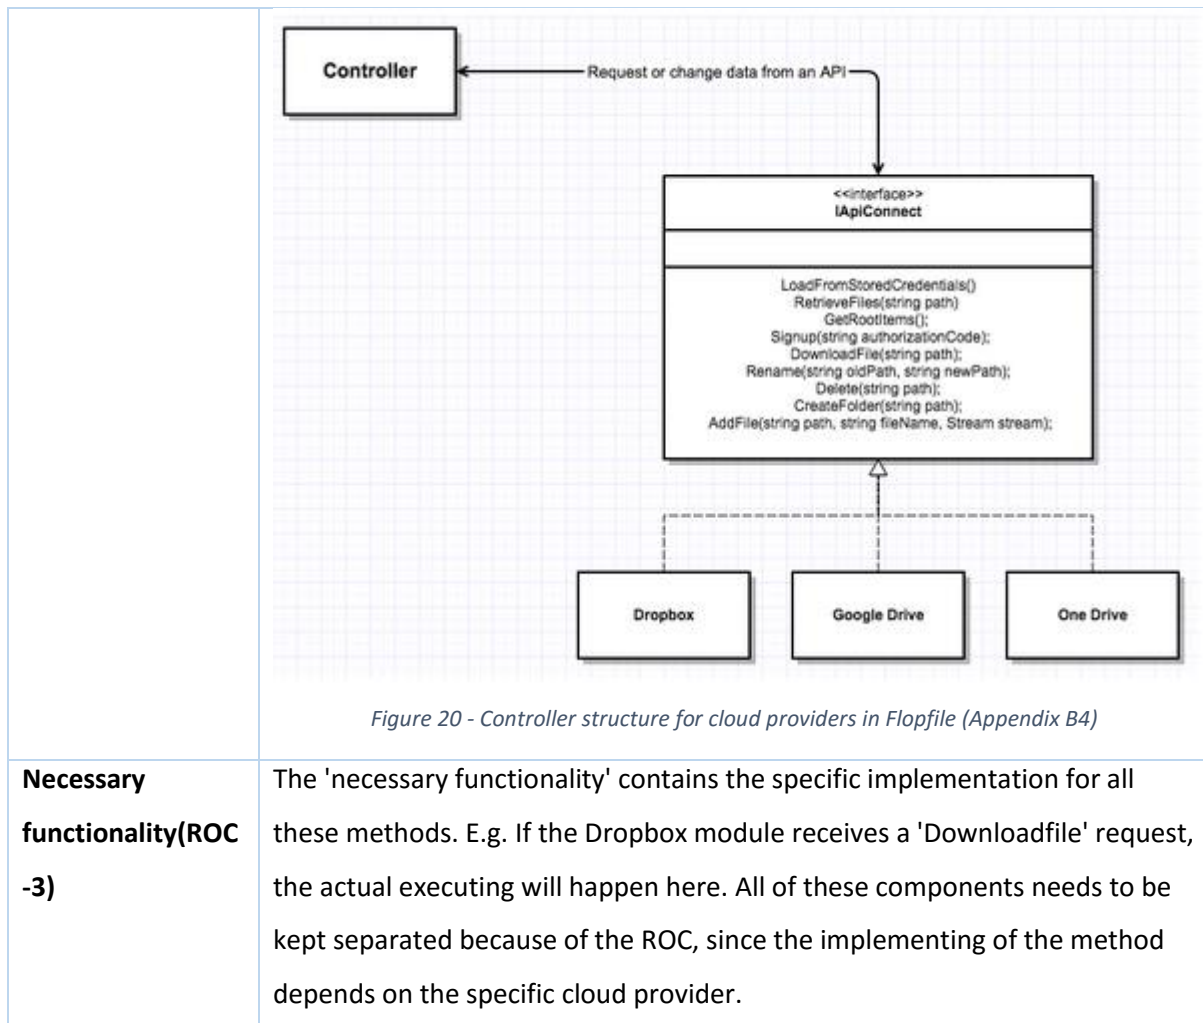 Controller
Request or change data from an API
<<interface>>
IApiConnect
LoadFromStoredCredentials()
RetrieveFiles(string path)
GetRootItems();
Signup(string authorizationCode);
DownloadFile(string path);
Rename(string oldPath, string newPath);
Delete(string path);
CreateFolder(string path);
AddFile(string path, string fileName, Stream stream);
Dropbox
Google Drive
One Drive
Figure 20 - Controller structure for cloud providers in Flopfile (Appendix B4)
Necessary
functionality(ROC
-3)
The 'necessary functionality' contains the specific implementation for all
these methods. E.g. If the Dropbox module receives a 'Downloadfile' request,
the actual executing will happen here. All of these components needs to be
kept separated because of the ROC, since the implementing of the method
depends on the specific cloud provider.